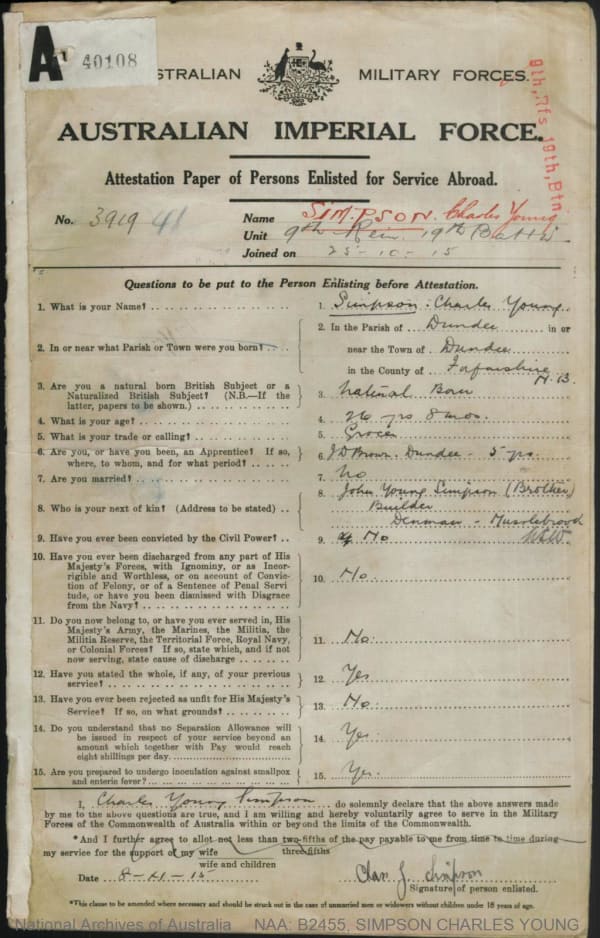 A 40108
AUSTRALIAN MILITARY FORCES.
9th, Rfs, 19th, Btn
AUSTRALIAN IMPERIAL FORCE.
Attestation Paper of Persons Enlisted for Service Abroad.
No. 3919 41
Name SIMPSON. Charles Young
Unit 9th Rein. 19th Battn
Joined on 25-10-15
Questions to be put to the Person Enlisting before Attestation.
1. What is your Name?
1. Simpson. Charles Young.
2. In or near what Parish or Town were you born?
2. In the Parish of Dundee in or
near the Town of Dundee
in the County of Forfarshire N.B.
3. Are you a natural born British Subject or a
Naturalized British Subject? (N.B.—If the
latter, papers to be shown.)
3. Natural Born
4. What is your age?
4. 26 yrs 8 mos.
5. What is your trade or calling?
5. Grocer
6. Are you, or have you been, an Apprentice? If so,
where, to whom, and for what period?
6. J D Brown. Dundee - 5 yrs.
7. Are you married?
7. No
8. Who is your next of kin? (Address to be stated)
8. John Young Simpson (Brother)
Builder
Denman - Musclebrook
9. Have you ever been convicted by the Civil Power?
9. No
10. Have you ever been discharged from any part of His
Majesty's Forces, with Ignominy, or as Incor-
rigible and Worthless, or on account of Convic-
tion of Felony, or of a Sentence of Penal Servi
tude, or have you been Dismissed with Disgrace
from the Navy?
10. No.
11. Do you now belong to, or have you ever served in, His
Majesty's Army, the Marines, the Militia, the
Militia Reserve, the Territorial Force, Royal Navy,
or Colonial Forces? If so, state which, and if not
now serving, state cause of discharge
11. No.
12. Have you stated the whole, if any, of your previous
service?
12. Yes
13. Have you ever been rejected as unfit for His Majesty's
Service? If so, on what grounds?
13. No.
14. Do you understand that no Separation Allowance will
be issued in respect of your service beyond an
amount which together with Pay would reach
eight shillings per day.
14. Yes
15. Are you prepared to undergo inoculation against smallpox
and enteric fever?
15. Yes.
I, Charles Young Simpson do solemnly declare that the above answers made
by me to the above questions are true, and I am willing and hereby voluntarily agree to serve in the Military
Forces of the Commonwealth of Australia within or beyond the limits of the Commonwealth.
*And I further agree to allot not less than two-fifths of the pay payable to me from time to time during
three-fifths
my service for the support of my wife
wife and children
Date 8-11-15
Chas. Y. Simpson
Signature of person enlisted.
*This clause to be amended where necessary and should be struck out in the case of unmarried men or widowers without children under 18 years of age.
National Archives of Australia NAA: B2455, SIMPSON CHARLES YOUNG